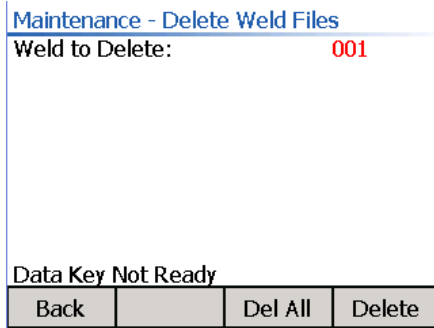 Maintenance - Delete Weld Files
Weld to Delete: 001
Data Key Not Ready
Back Del All Delete